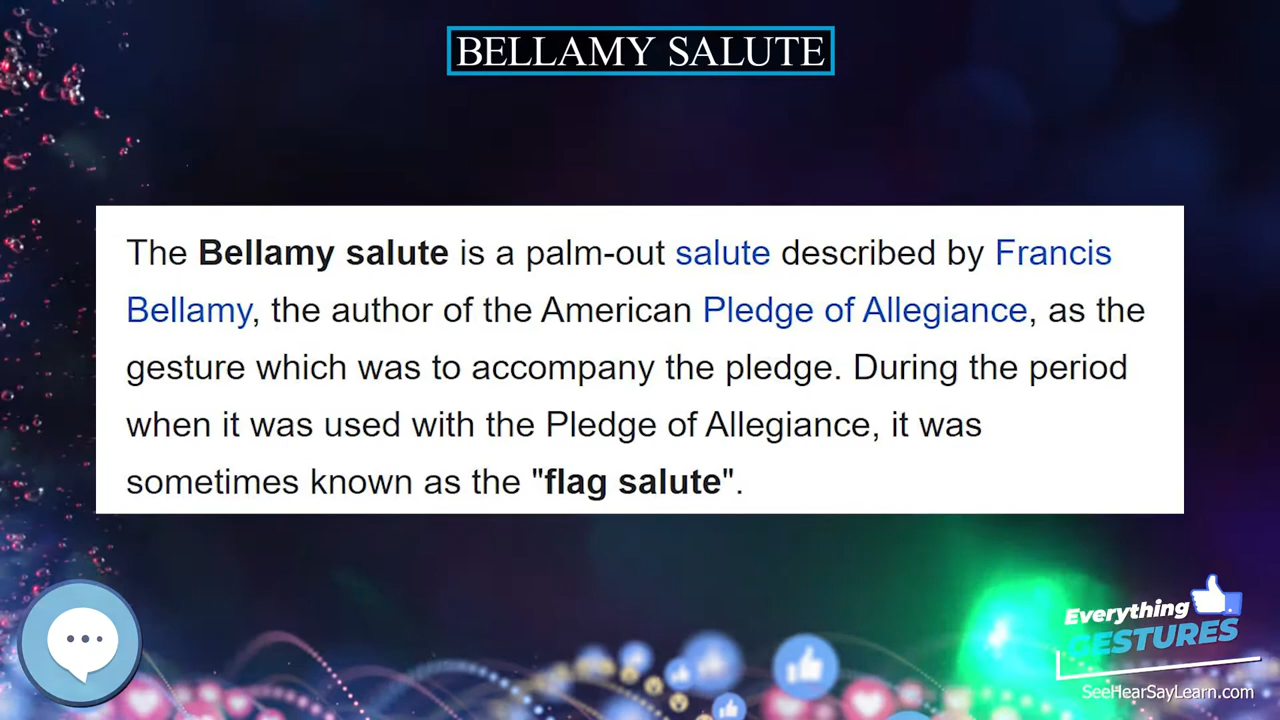 BELLAMY SALUTE
The Bellamy salute is a palm-out salute described by Francis
Bellamy, the author of the American Pledge of Allegiance, as the
gesture which was to accompany the pledge. During the period
when it was used with the Pledge of Allegiance, it was
sometimes known as the "flag salute".
Everything
GESTURES
SeeHearSayLearn.com